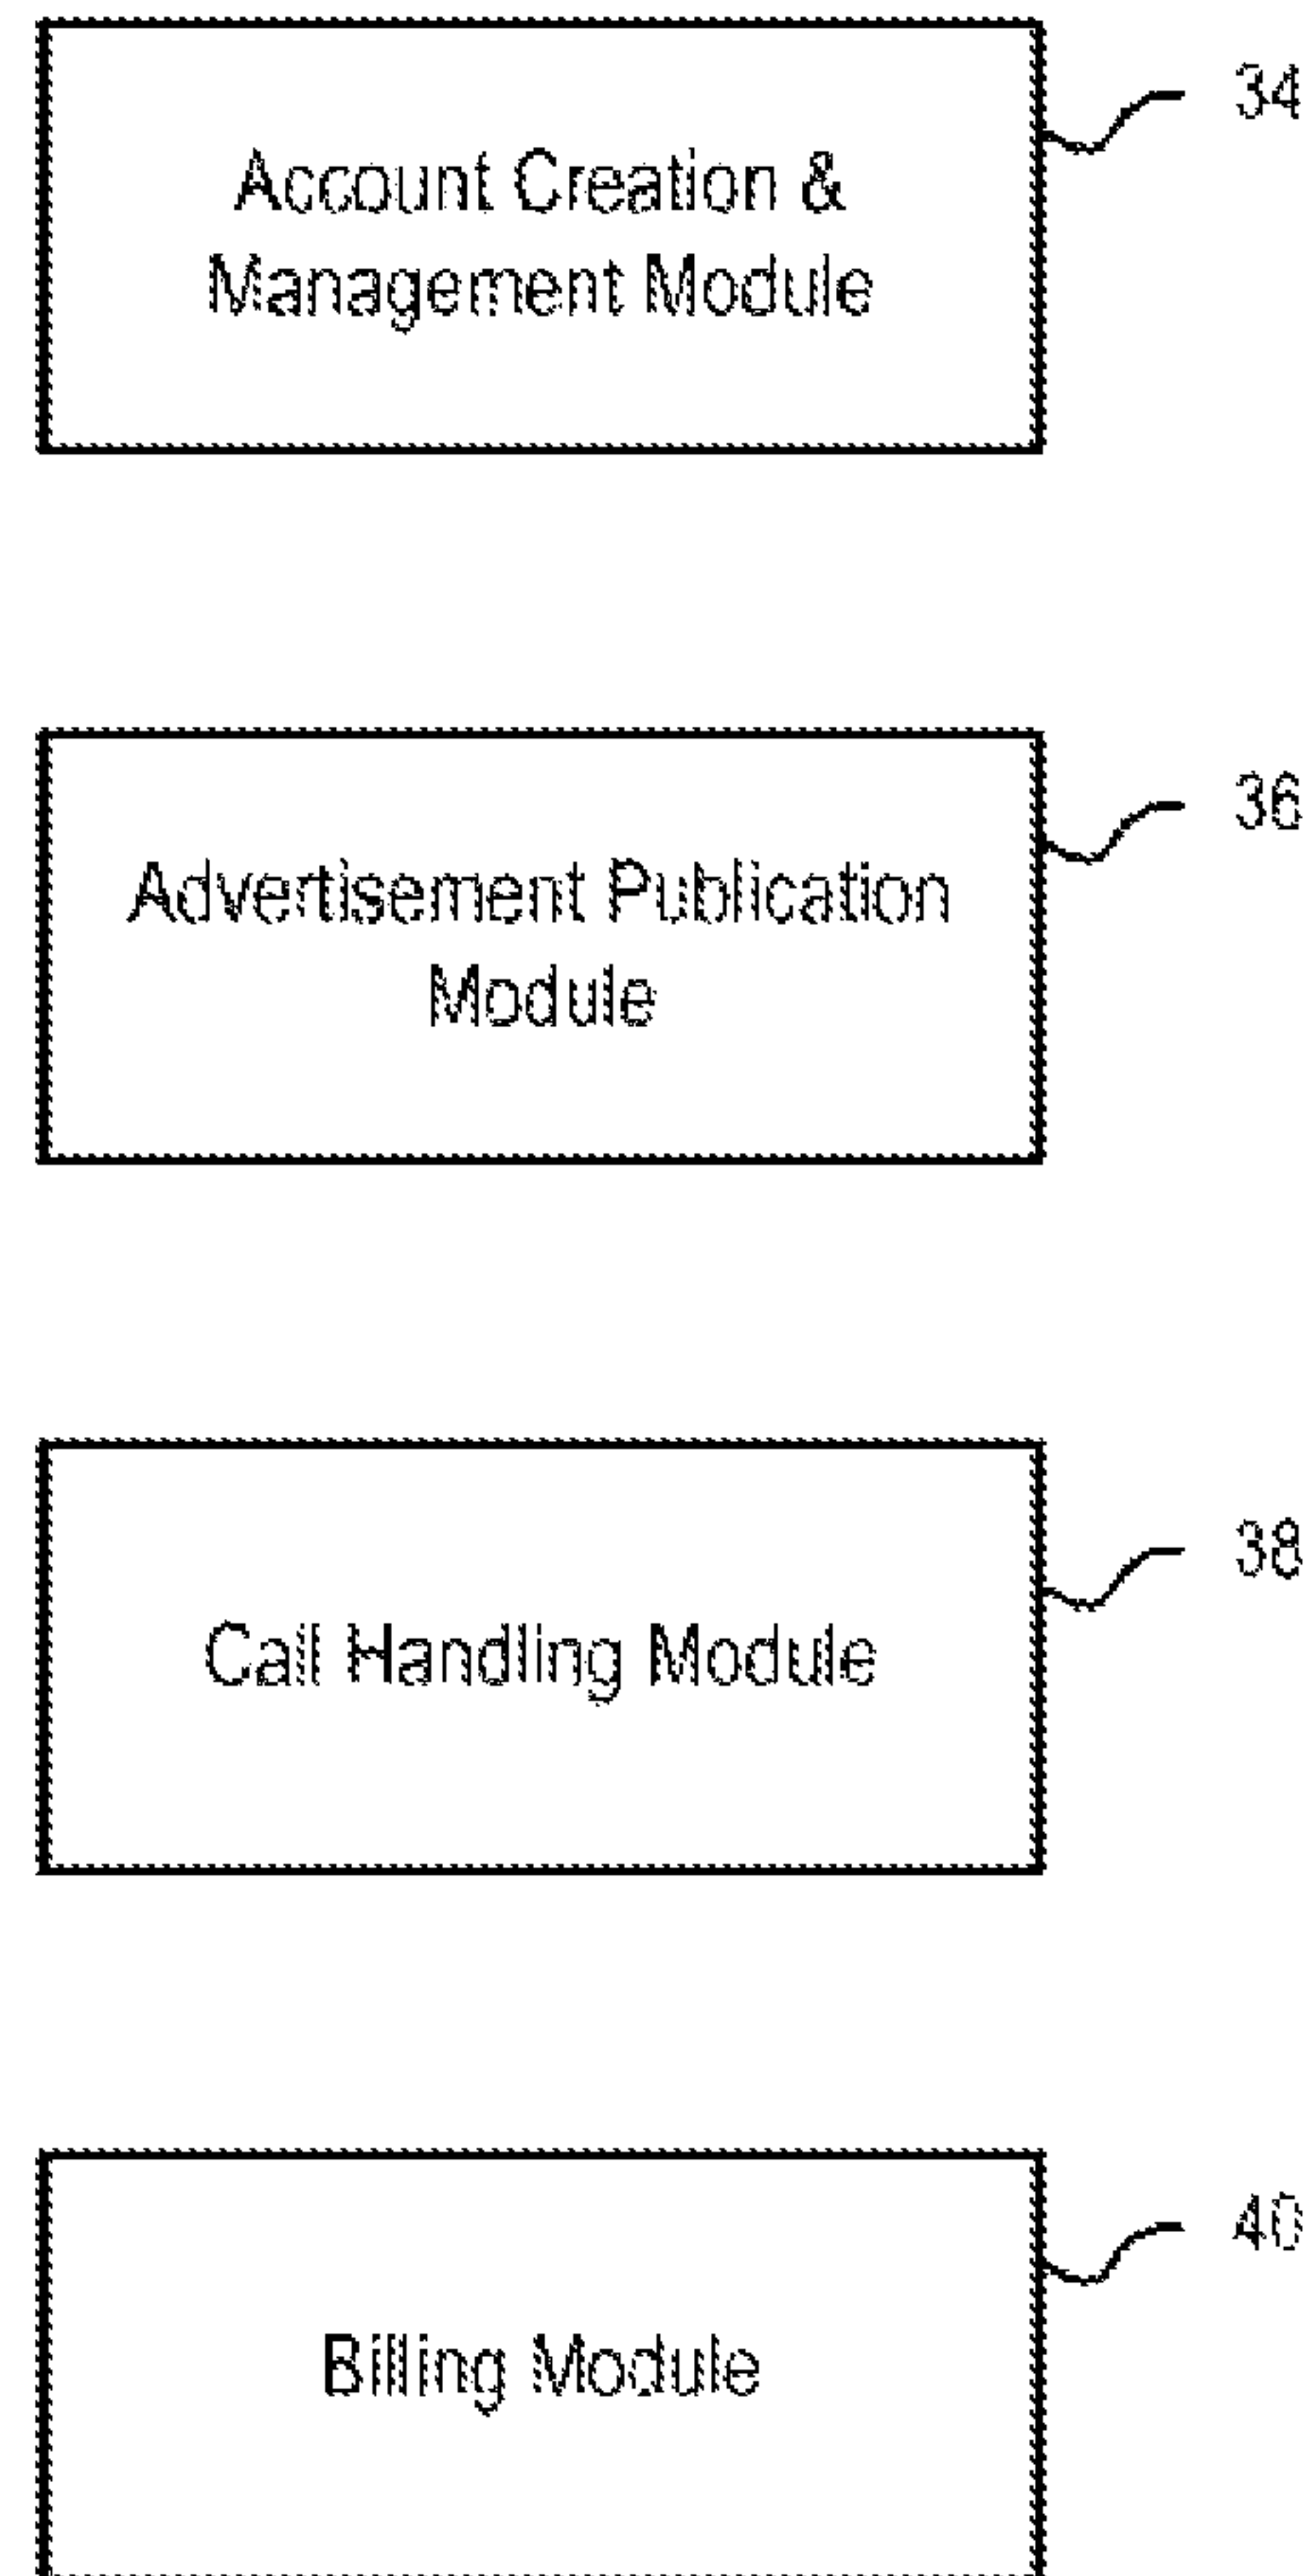 34
Account Creation &
Management Module
36
Advertisement Publication
Module
38
Call Handling Module
40
Billing Module